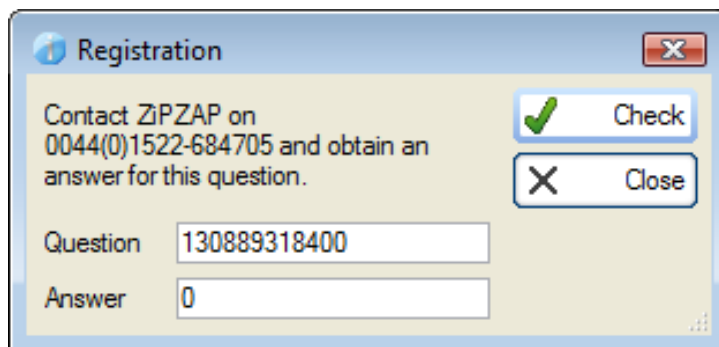 Registration
Contact ZiPZAP on
0044(0)1522-684705 and obtain an
answer for this question.
Check
Close
Question 130889318400
Answer 0